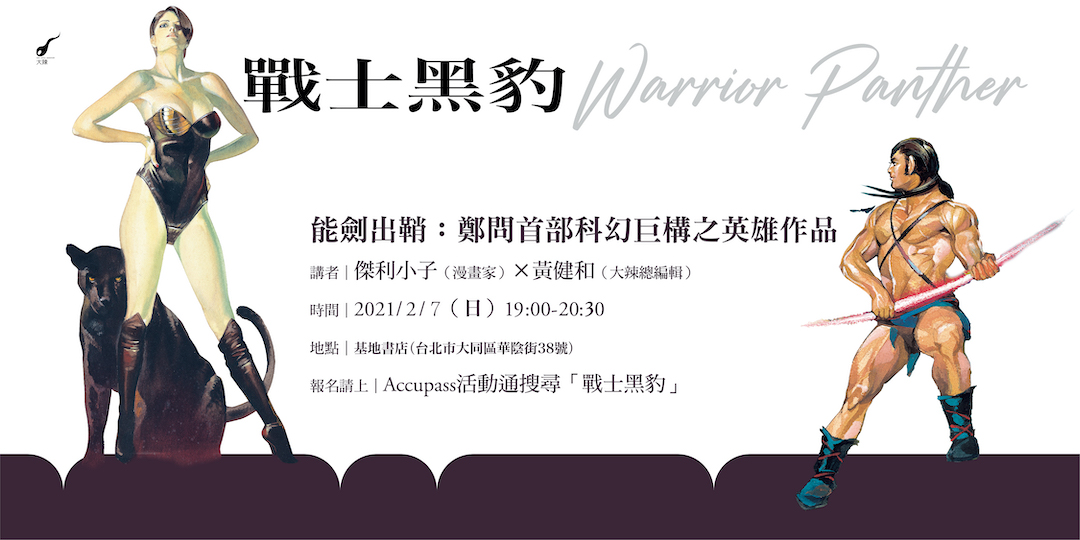 大辣
戰士黑豹 Warrior Panther
能劍出鞘：鄭問首部科幻巨構之英雄作品
講者｜傑利小子（漫畫家）×黃健和（大辣總編輯）
時間｜2021/2/7（日）19:00-20:30
地點｜基地書店(台北市大同區華陰街38號)
報名請上｜Accupass活動通搜尋「戰士黑豹」